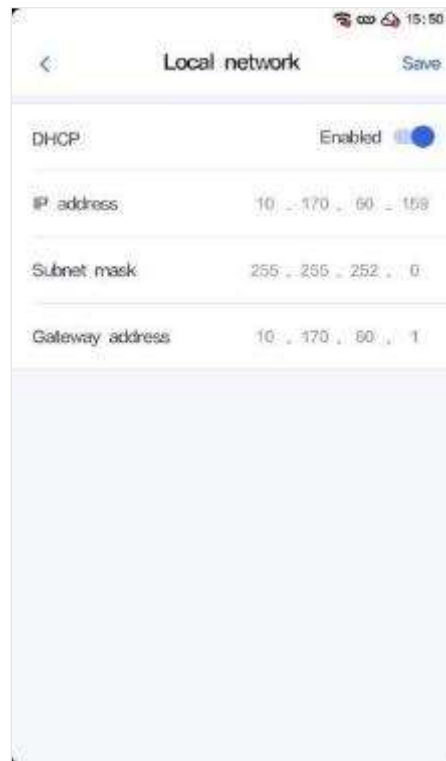 15:50
Local network Save
DHCP Enabled
IP address 10 . 170 . 60 . 159
Subnet mask 255 . 255 . 252 . 0
Gateway address 10 . 170 . 60 . 1